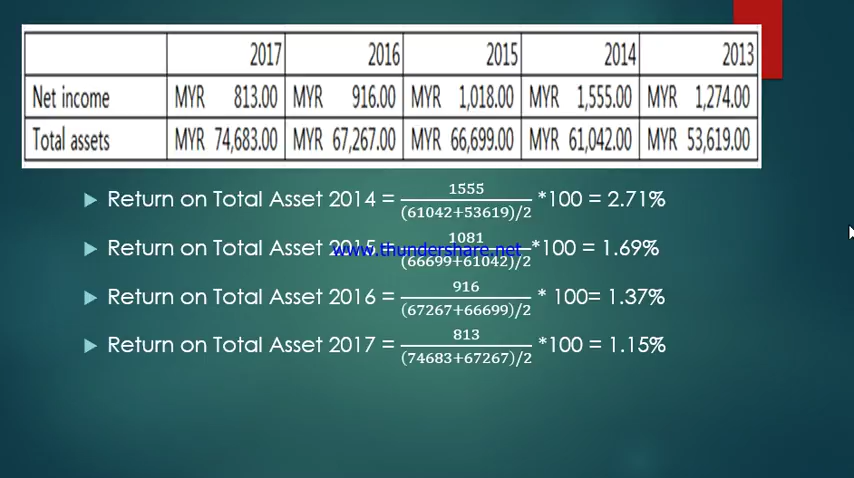 2017 2016 2015 2014 2013
Net income MYR 813.00 MYR 916.00 MYR 1,018.00 MYR 1,555.00 MYR 1,274.00
Total assets MYR 74,683.00 MYR 67,267.00 MYR 66,699.00 MYR 61,042.00 MYR 53,619.00
Return on Total Asset 2014 = 1555/(61042+53619)/2 *100 = 2.71%
Return on Total Asset 2015 = 1081/(66699+61042)/2 *100 = 1.69%
www.thundershare.net
Return on Total Asset 2016 = 916/(67267+66699)/2 * 100= 1.37%
Return on Total Asset 2017 = 813/(74683+67267)/2 *100 = 1.15%